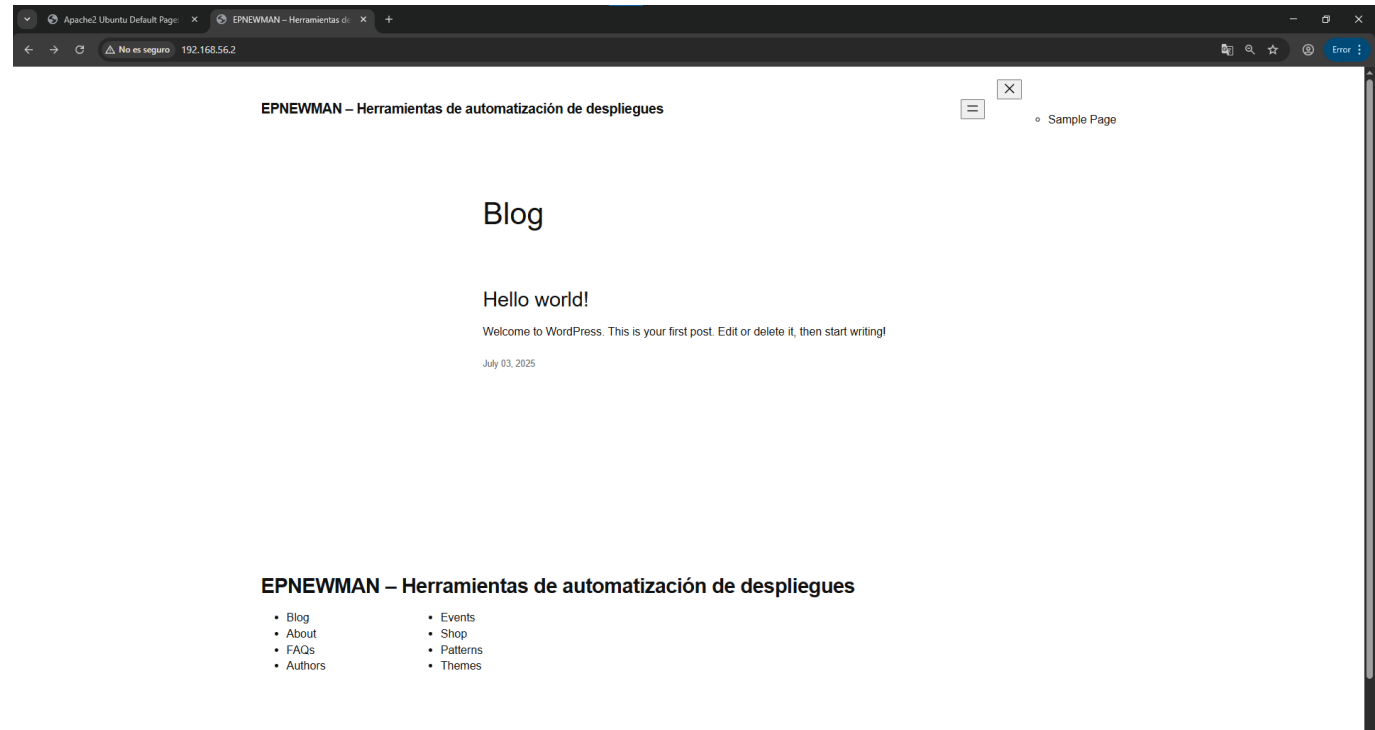 Apache2 Ubuntu Default Page:
EPNEWMAN – Herramientas de
No es seguro 192.168.56.2
Error
EPNEWMAN – Herramientas de automatización de despliegues
Sample Page
Blog
Hello world!
Welcome to WordPress. This is your first post. Edit or delete it, then start writing!
July 03, 2025
EPNEWMAN – Herramientas de automatización de despliegues
Blog
About
FAQs
Authors
Events
Shop
Patterns
Themes